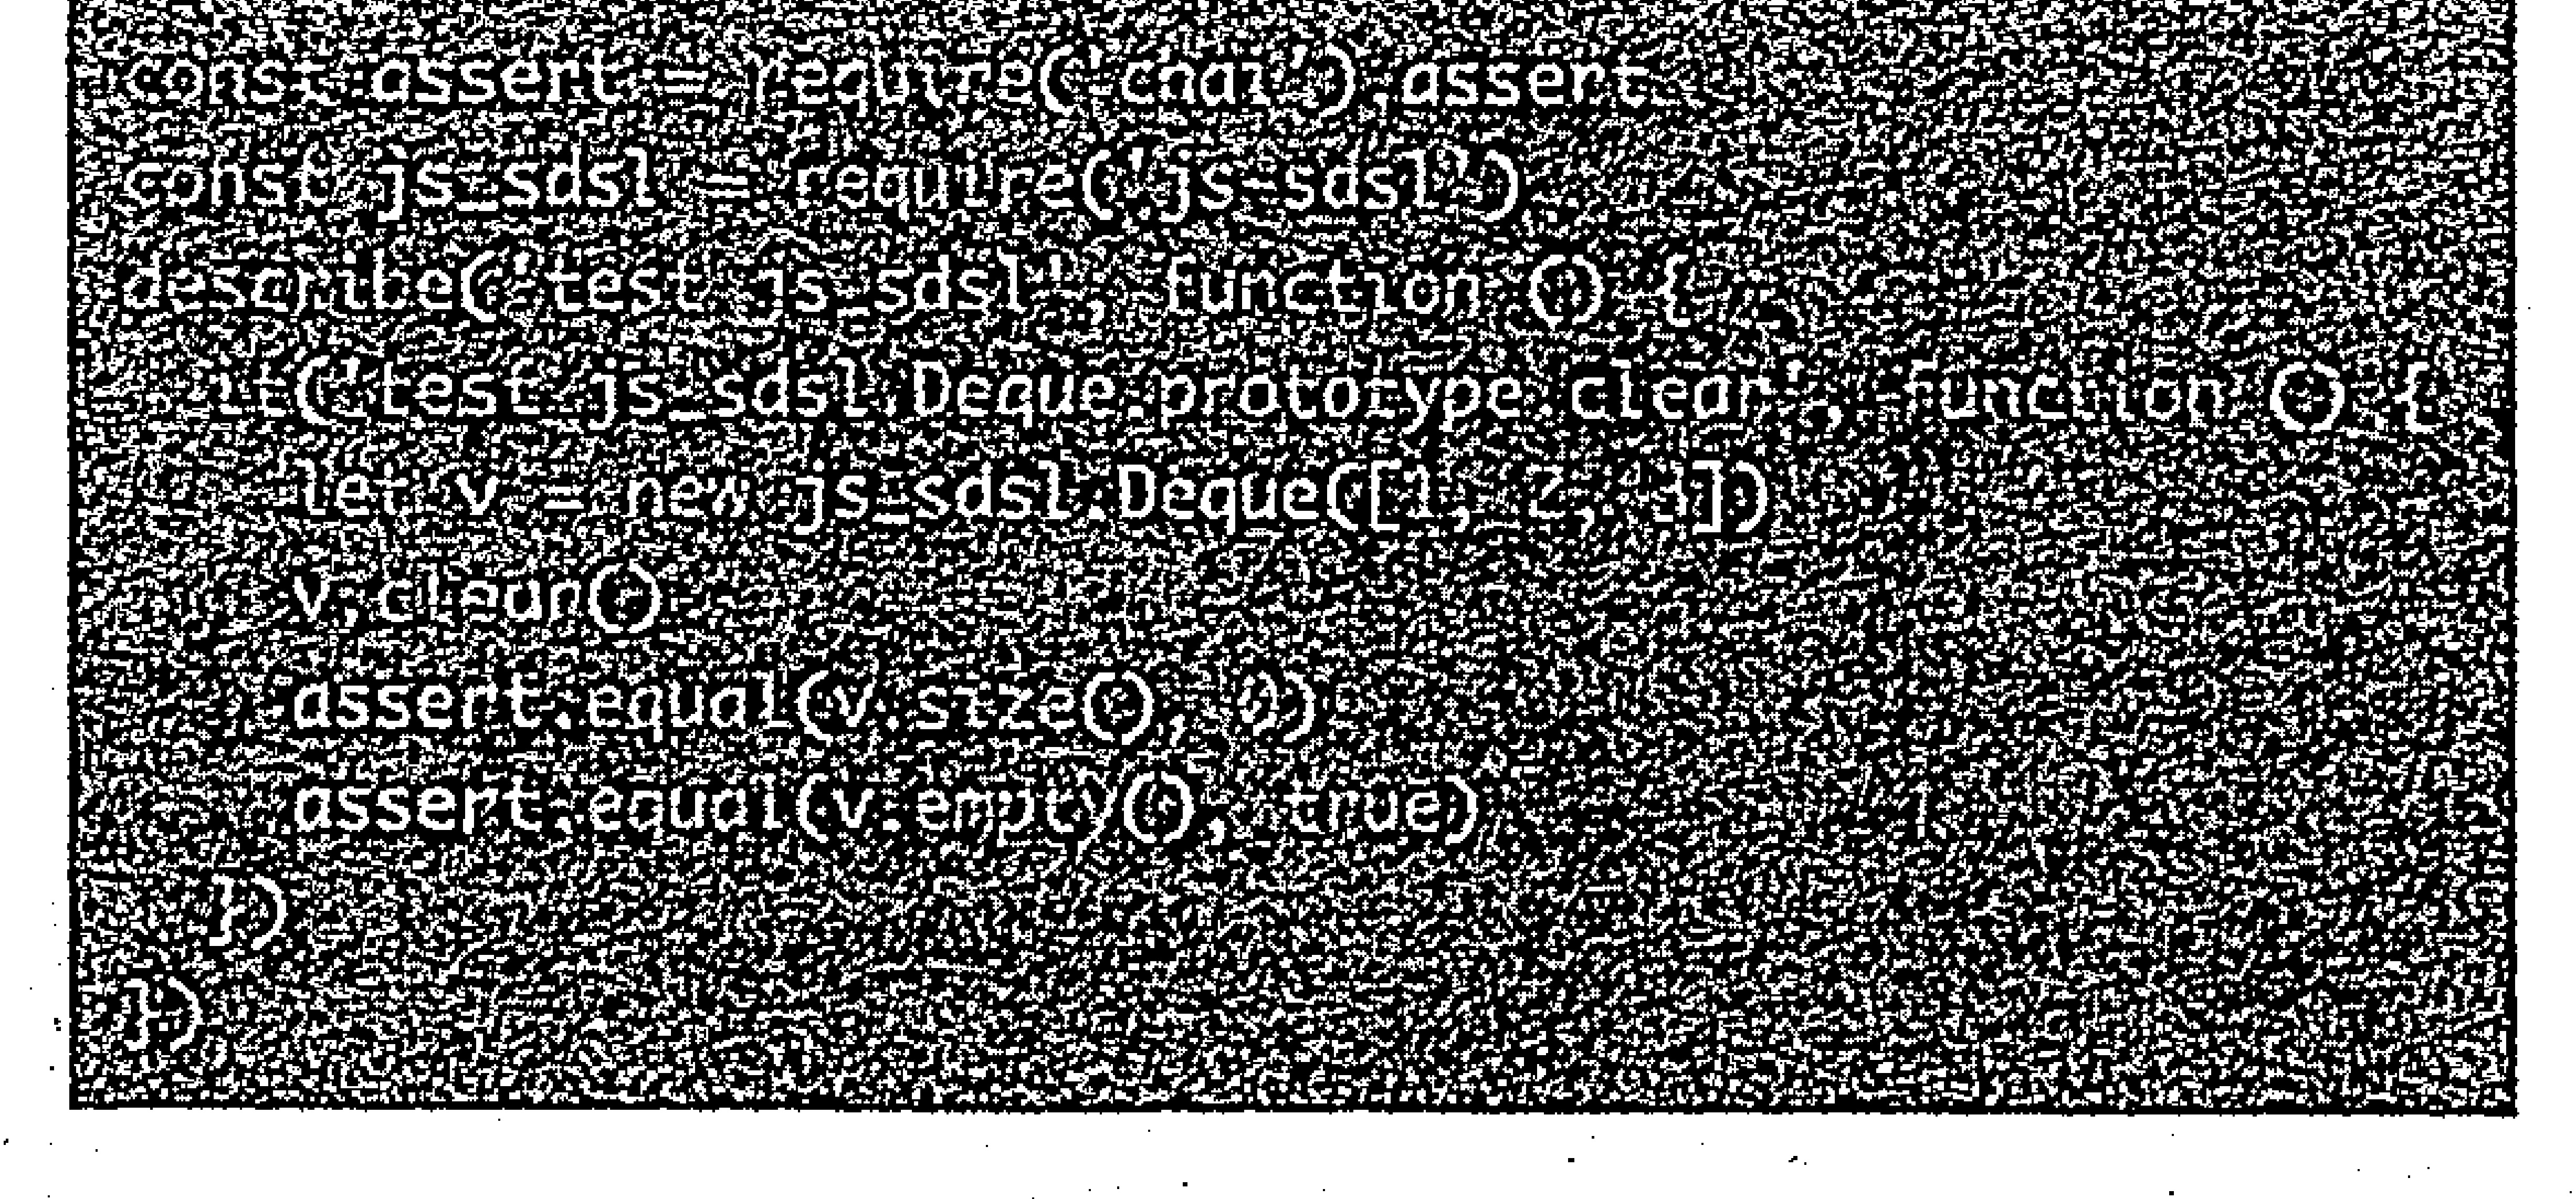 const assert = require('chai').assert
const js_sdsl = require('js-sdsl')
describe('test js_sdsl', function () {
  it('test js_sdsl.Deque.prototype.clear', function () {
    let v = new js_sdsl.Deque([1, 2, 3])
    v.clear()
    assert.equal(v.size(), 0)
    assert.equal(v.empty(), true)
  })
})